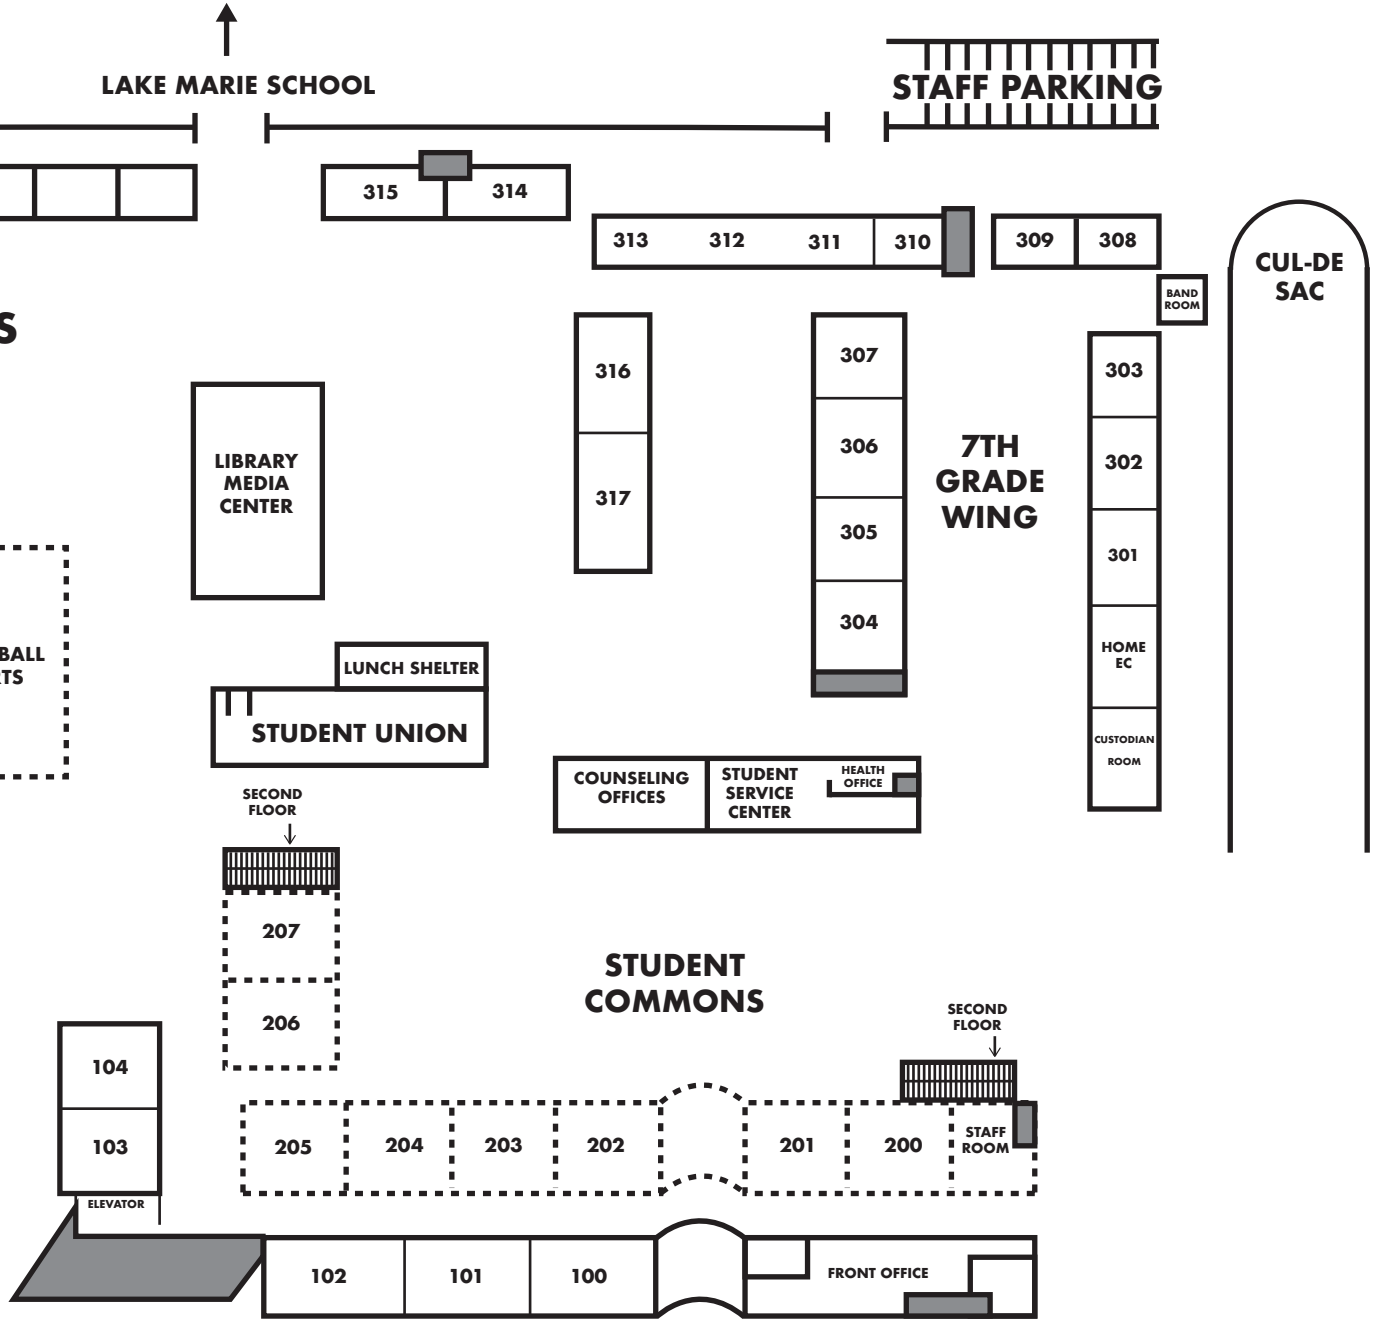 LAKE MARIE SCHOOL
STAFF PARKING
315
314
313
312
311
310
309
308
CUL-DE
SAC
BAND
ROOM
S
316
317
307
306
305
304
7TH
GRADE
WING
303
302
301
HOME
EC
CUSTODIAN
ROOM
LIBRARY
MEDIA
CENTER
BALL
TS
LUNCH SHELTER
STUDENT UNION
COUNSELING
OFFICES
STUDENT
SERVICE
CENTER
HEALTH
OFFICE
SECOND
FLOOR
207
206
STUDENT
COMMONS
SECOND
FLOOR
104
103
ELEVATOR
205
204
203
202
201
200
STAFF
ROOM
102
101
100
FRONT OFFICE